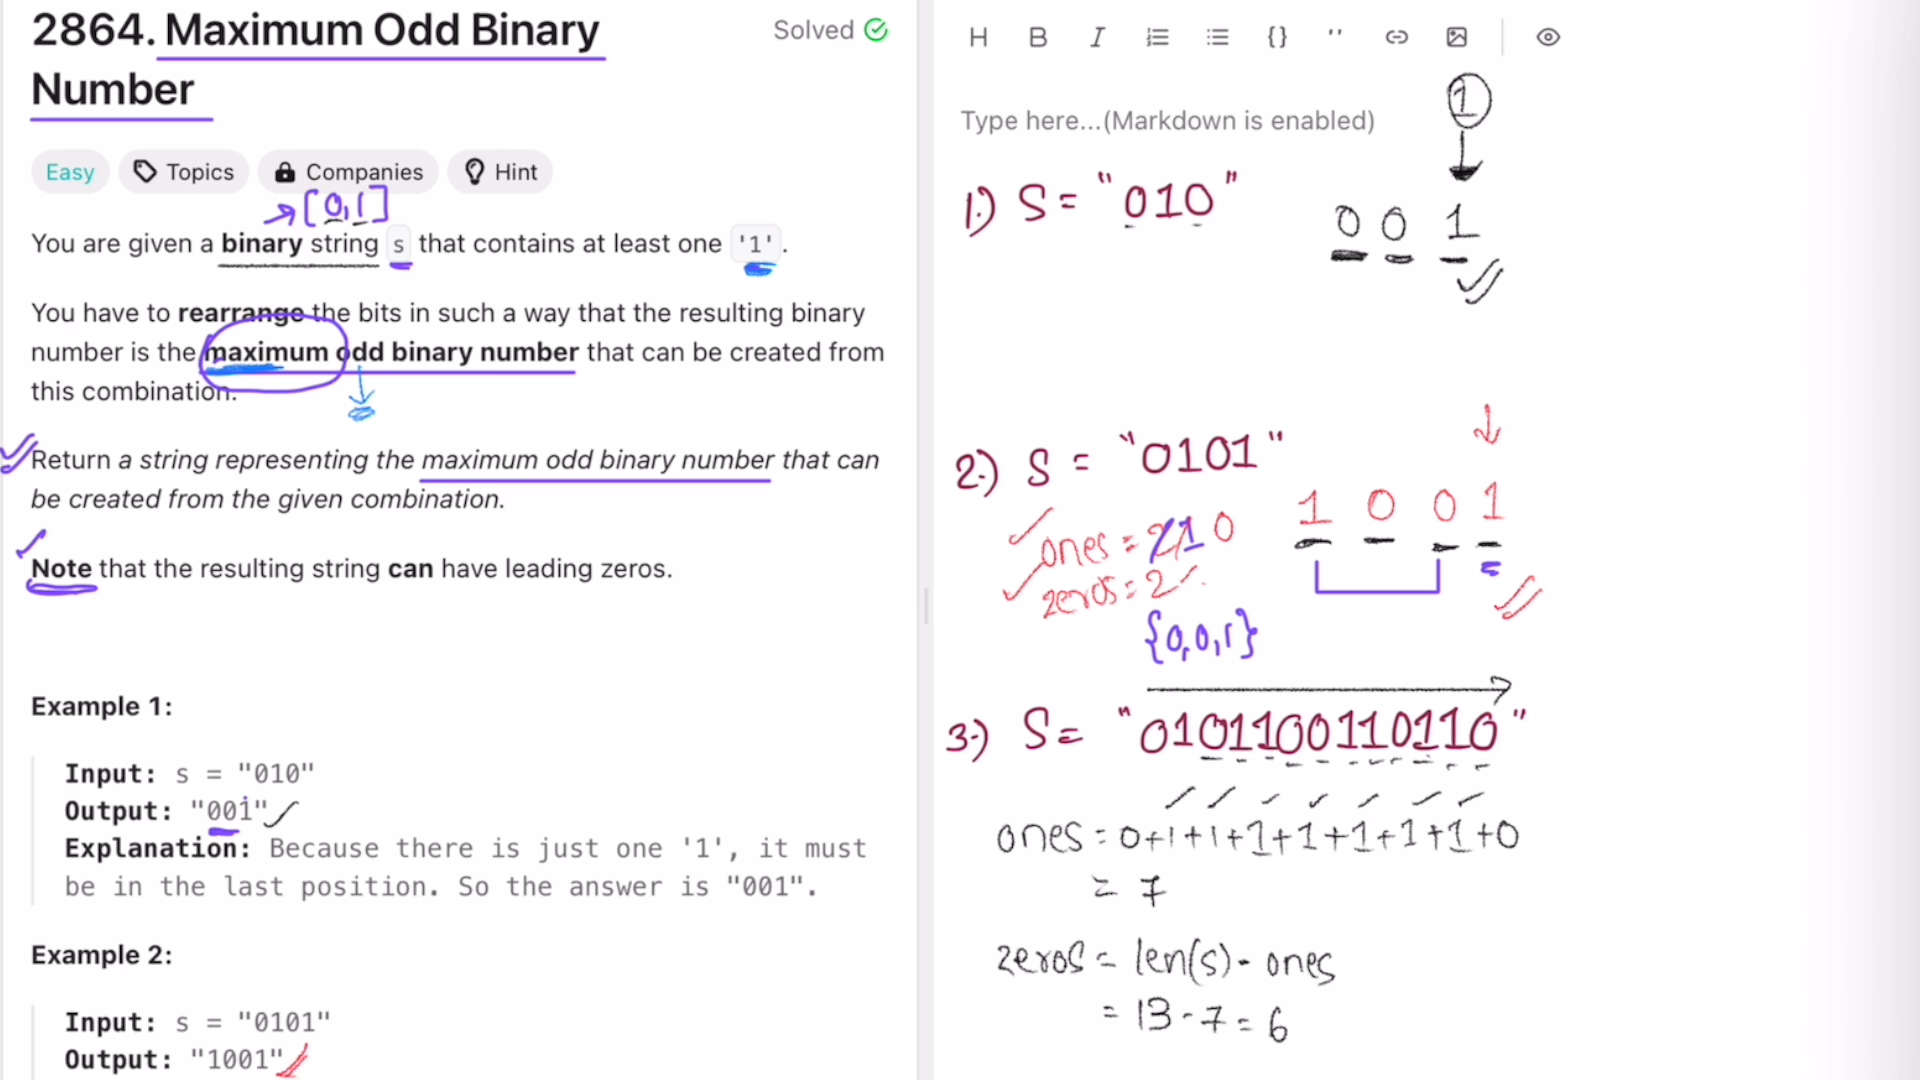 2864. Maximum Odd Binary
Number
Solved
Easy
Topics
Companies
Hint
[0,1]
You are given a binary string s that contains at least one '1'.
You have to rearrange the bits in such a way that the resulting binary
number is the maximum odd binary number that can be created from
this combination.
Return a string representing the maximum odd binary number that can
be created from the given combination.
Note that the resulting string can have leading zeros.
Example 1:
Input: s = "010"
Output: "001"
Explanation: Because there is just one '1', it must
be in the last position. So the answer is "001".
Example 2:
Input: s = "0101"
Output: "1001"
H B I {} ''
Type here...(Markdown is enabled)
1
1.) S = "010"
0 0 1
2.) S = "0101"
1 0 0 1
ones = 2 1 0
zeros = 2
{0,0,1}
3.) S = "0101100110110"
ones = 0+1+1+1+1+1+1+1+0
= 7
zeros = len(s) - ones
= 13 - 7 = 6